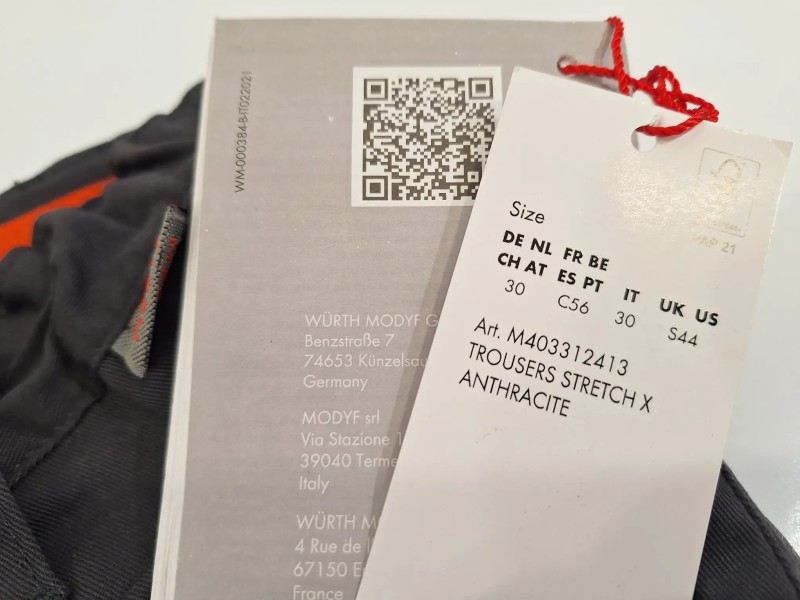 WM-000384-B-IT022021
WÜRTH MODYF G
Benzstraße 7
74653 Künzelsau
Germany
MODYF srl
Via Stazione 1
39040 Terme
Italy
WÜRTH M
4 Rue de
67150 E
France
Size
DE NL FR BE
CH AT ES PT IT UK US
30 C56 30 S44
Art. M403312413
TROUSERS STRETCH X
ANTHRACITE